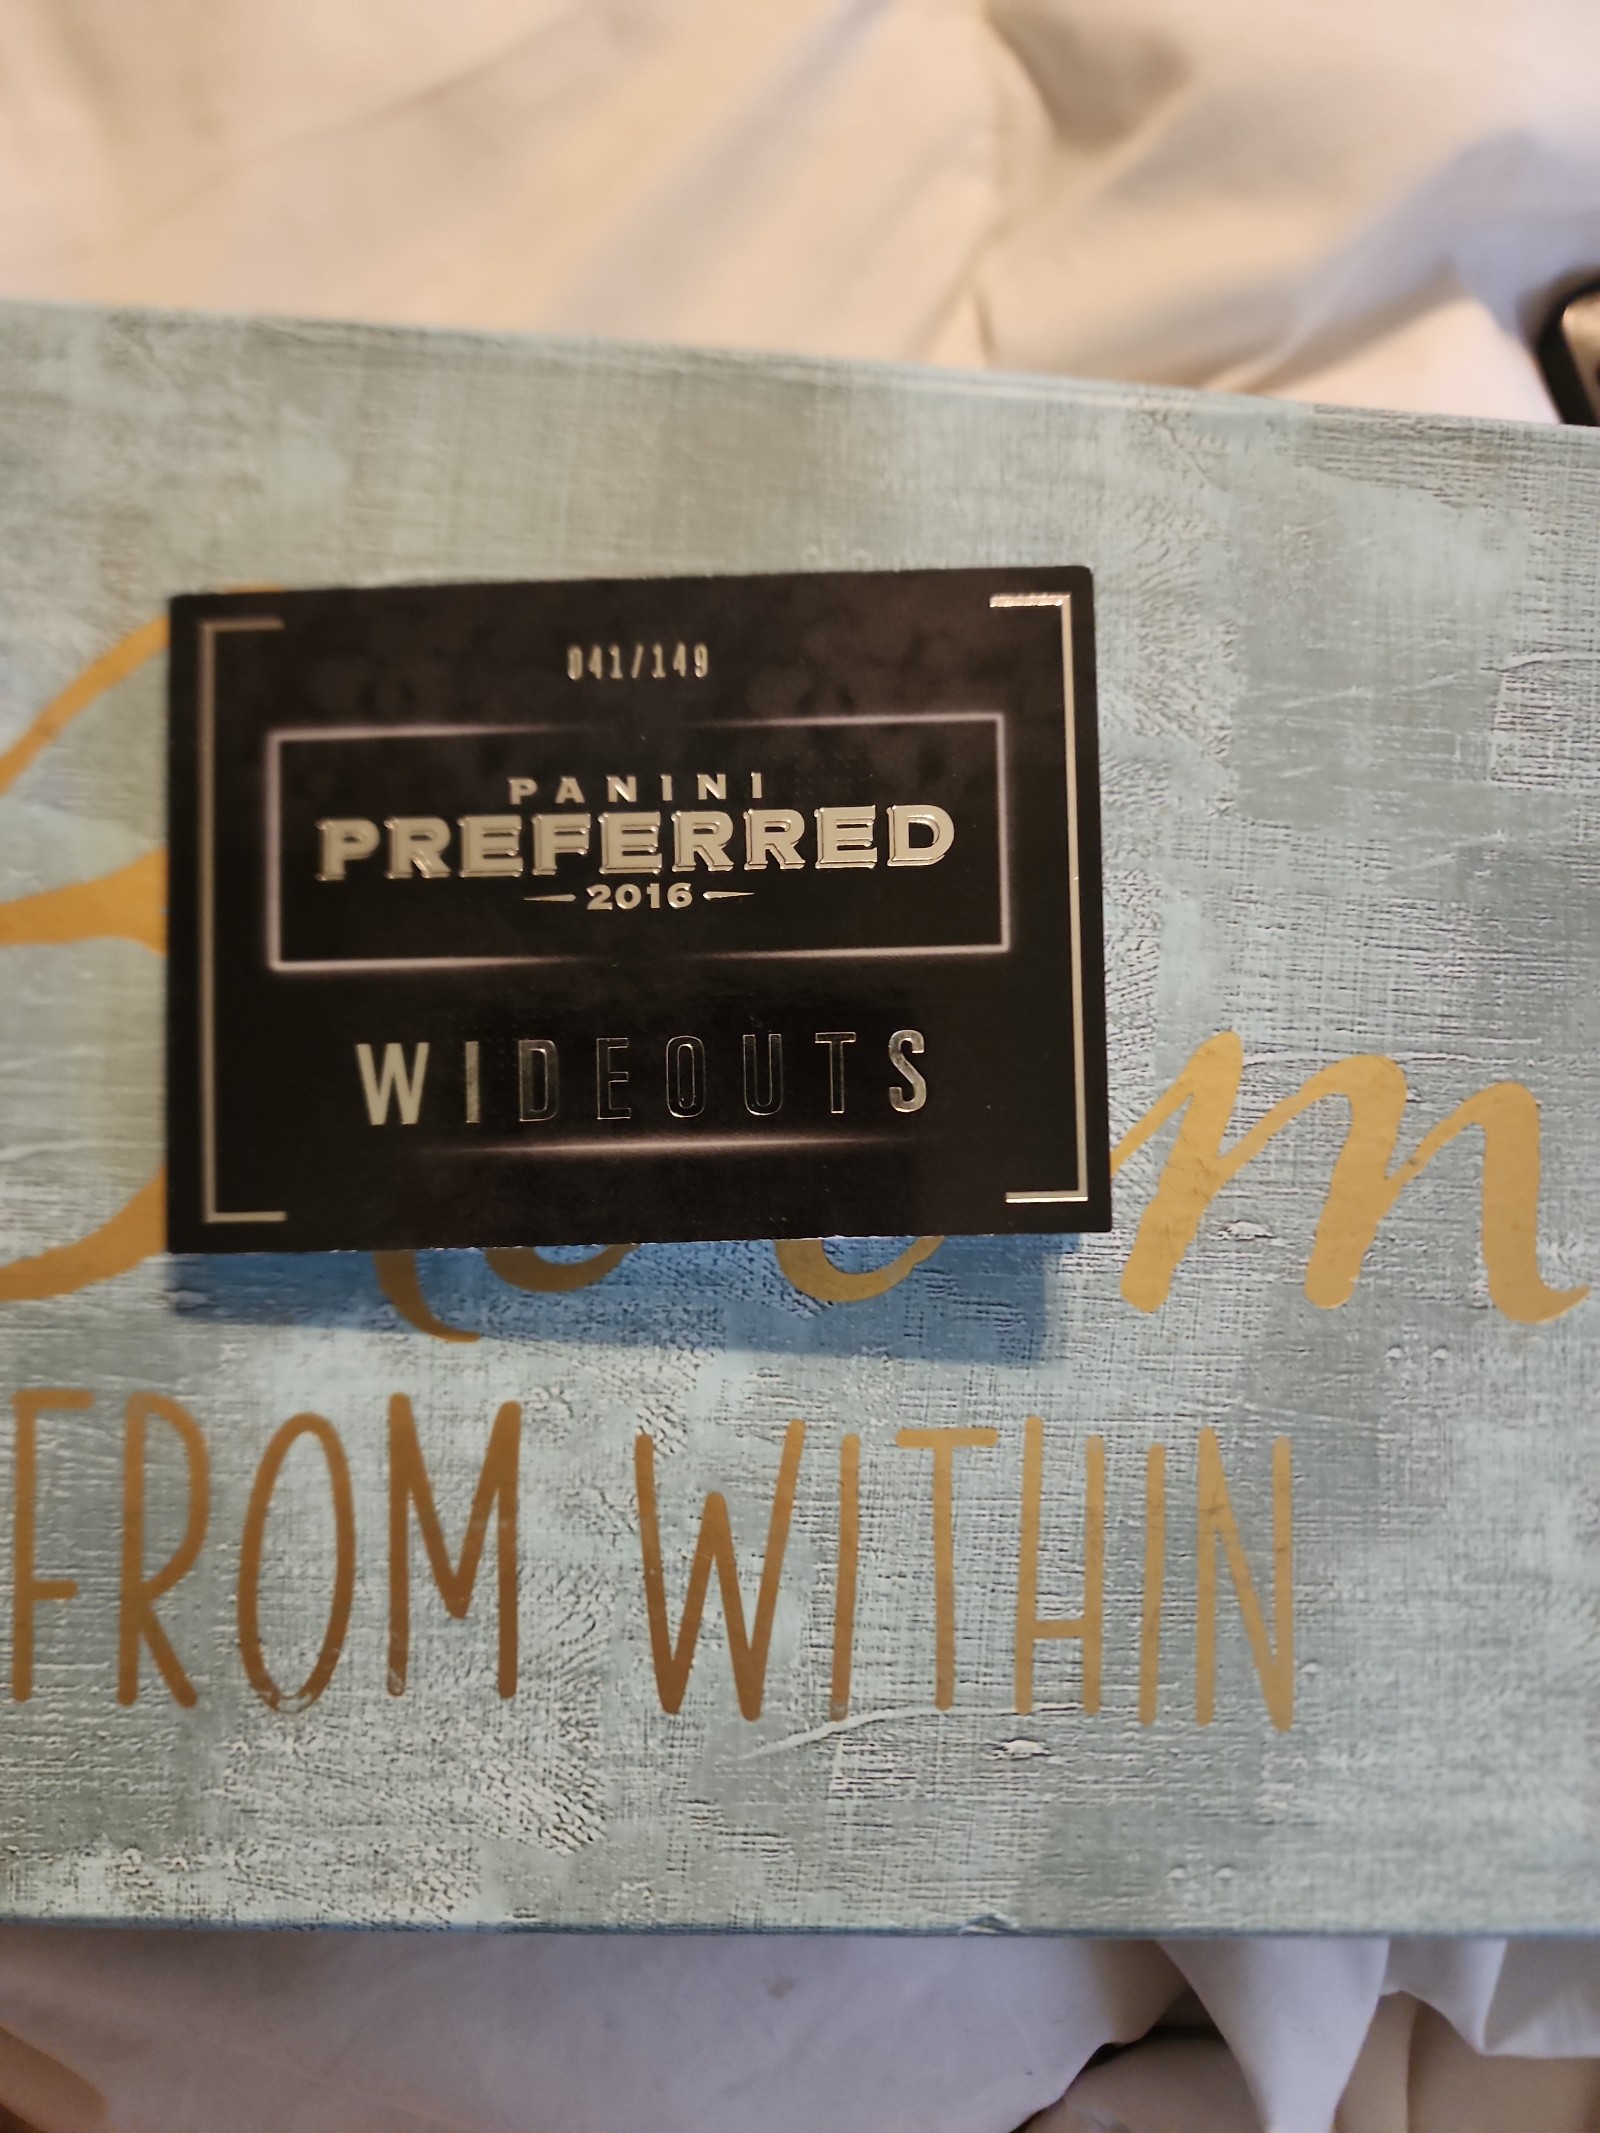 041/149
PANINI
PREFERRED
2016
WIDEOUTS
FROM WITHIN